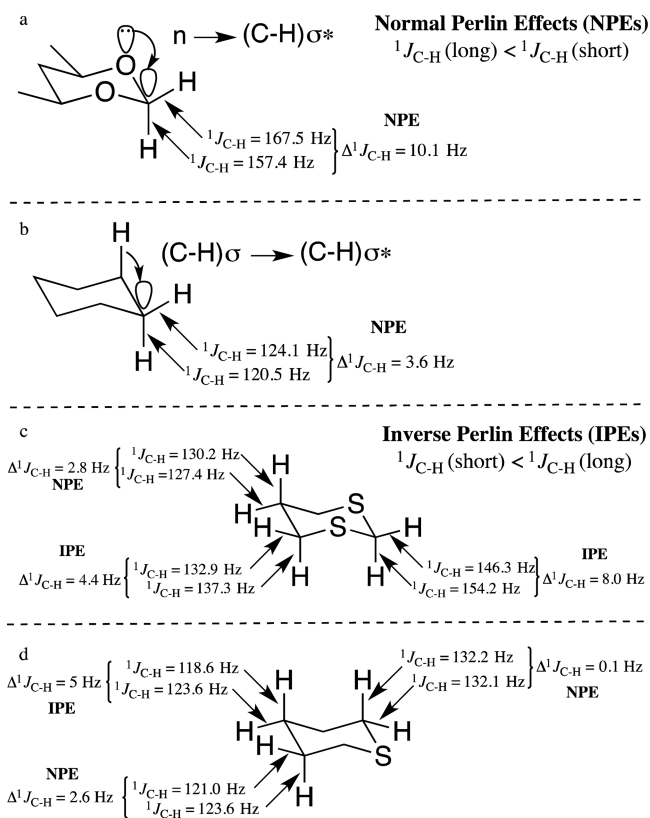 a
Normal Perlin Effects (NPEs)
n → (C-H)σ*
¹J_C-H (long) < ¹J_C-H (short)
O
O
H
H
NPE
¹J_C-H = 167.5 Hz
¹J_C-H = 157.4 Hz
Δ¹J_C-H = 10.1 Hz
b
H
(C-H)σ → (C-H)σ*
H
H
NPE
¹J_C-H = 124.1 Hz
¹J_C-H = 120.5 Hz
Δ¹J_C-H = 3.6 Hz
c
Inverse Perlin Effects (IPEs)
¹J_C-H (short) < ¹J_C-H (long)
¹J_C-H = 130.2 Hz
Δ¹J_C-H = 2.8 Hz
¹J_C-H = 127.4 Hz
NPE
H
H
S
H
S
H
H
H
IPE
¹J_C-H = 132.9 Hz
Δ¹J_C-H = 4.4 Hz
¹J_C-H = 137.3 Hz
IPE
¹J_C-H = 146.3 Hz
¹J_C-H = 154.2 Hz
Δ¹J_C-H = 8.0 Hz
d
¹J_C-H = 118.6 Hz
Δ¹J_C-H = 5 Hz
¹J_C-H = 123.6 Hz
IPE
¹J_C-H = 132.2 Hz
¹J_C-H = 132.1 Hz
Δ¹J_C-H = 0.1 Hz
NPE
H
H
H
H
H
S
H
NPE
¹J_C-H = 121.0 Hz
Δ¹J_C-H = 2.6 Hz
¹J_C-H = 123.6 Hz